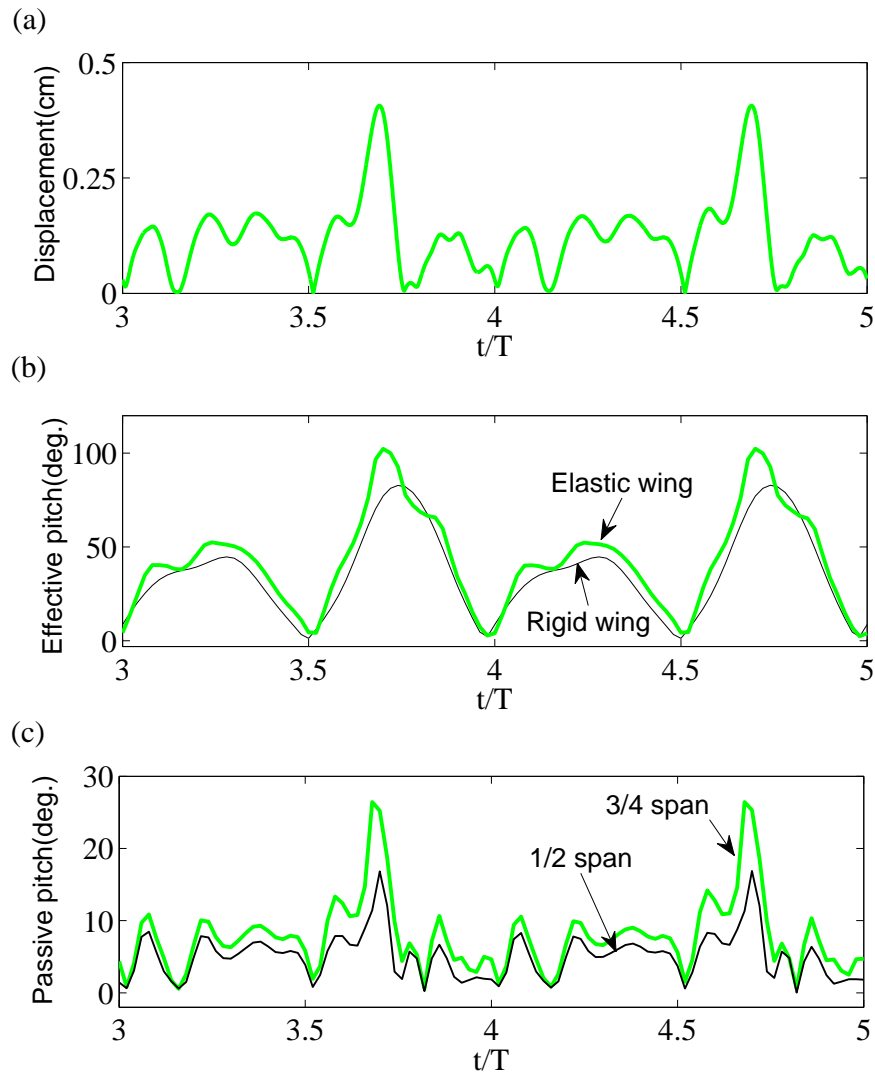 (a)
0.5
0.25
0
Displacement(cm)
3
3.5
4
4.5
5
t/T
(b)
100
50
0
Effective pitch(deg.)
Elastic wing
Rigid wing
3
3.5
4
4.5
5
t/T
(c)
30
20
10
0
Passive pitch(deg.)
3/4 span
1/2 span
3
3.5
4
4.5
5
t/T